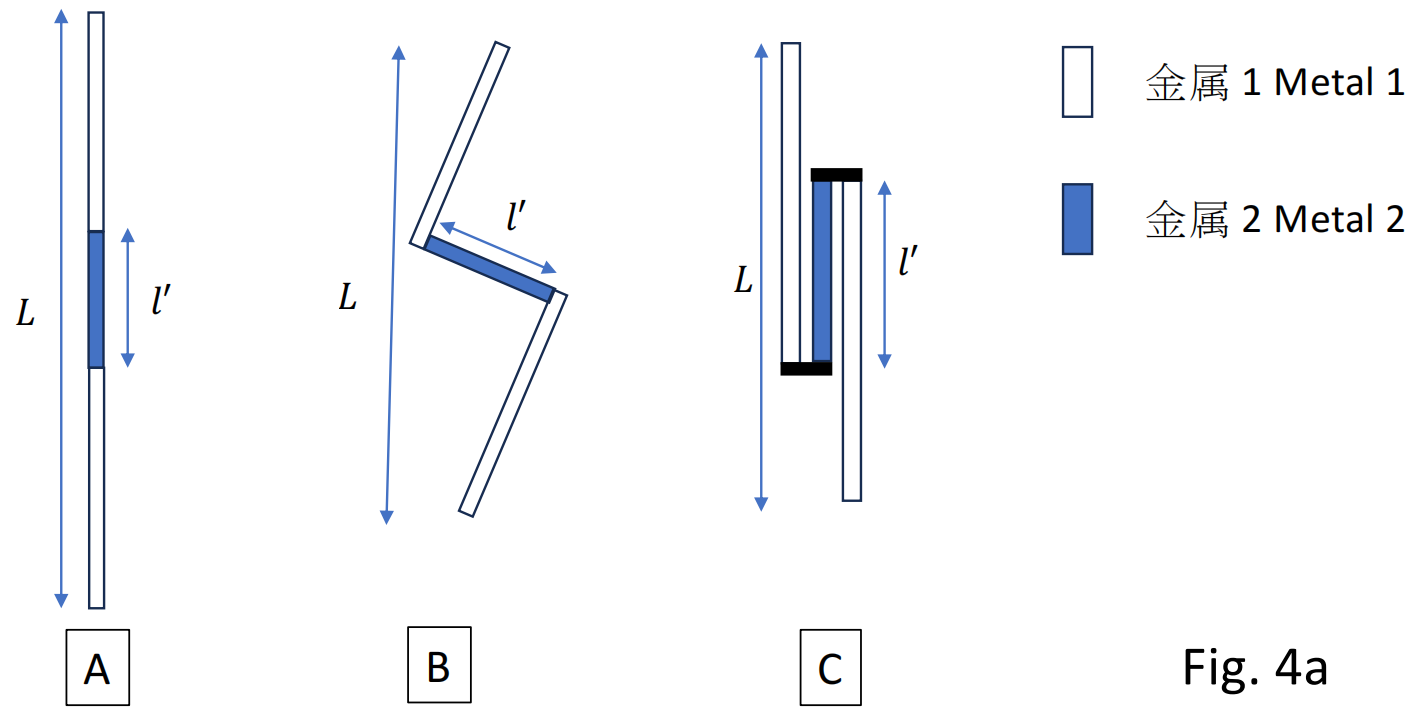 L
l′
A
L
l′
B
L
l′
C
金属 1 Metal 1
金属 2 Metal 2
Fig. 4a